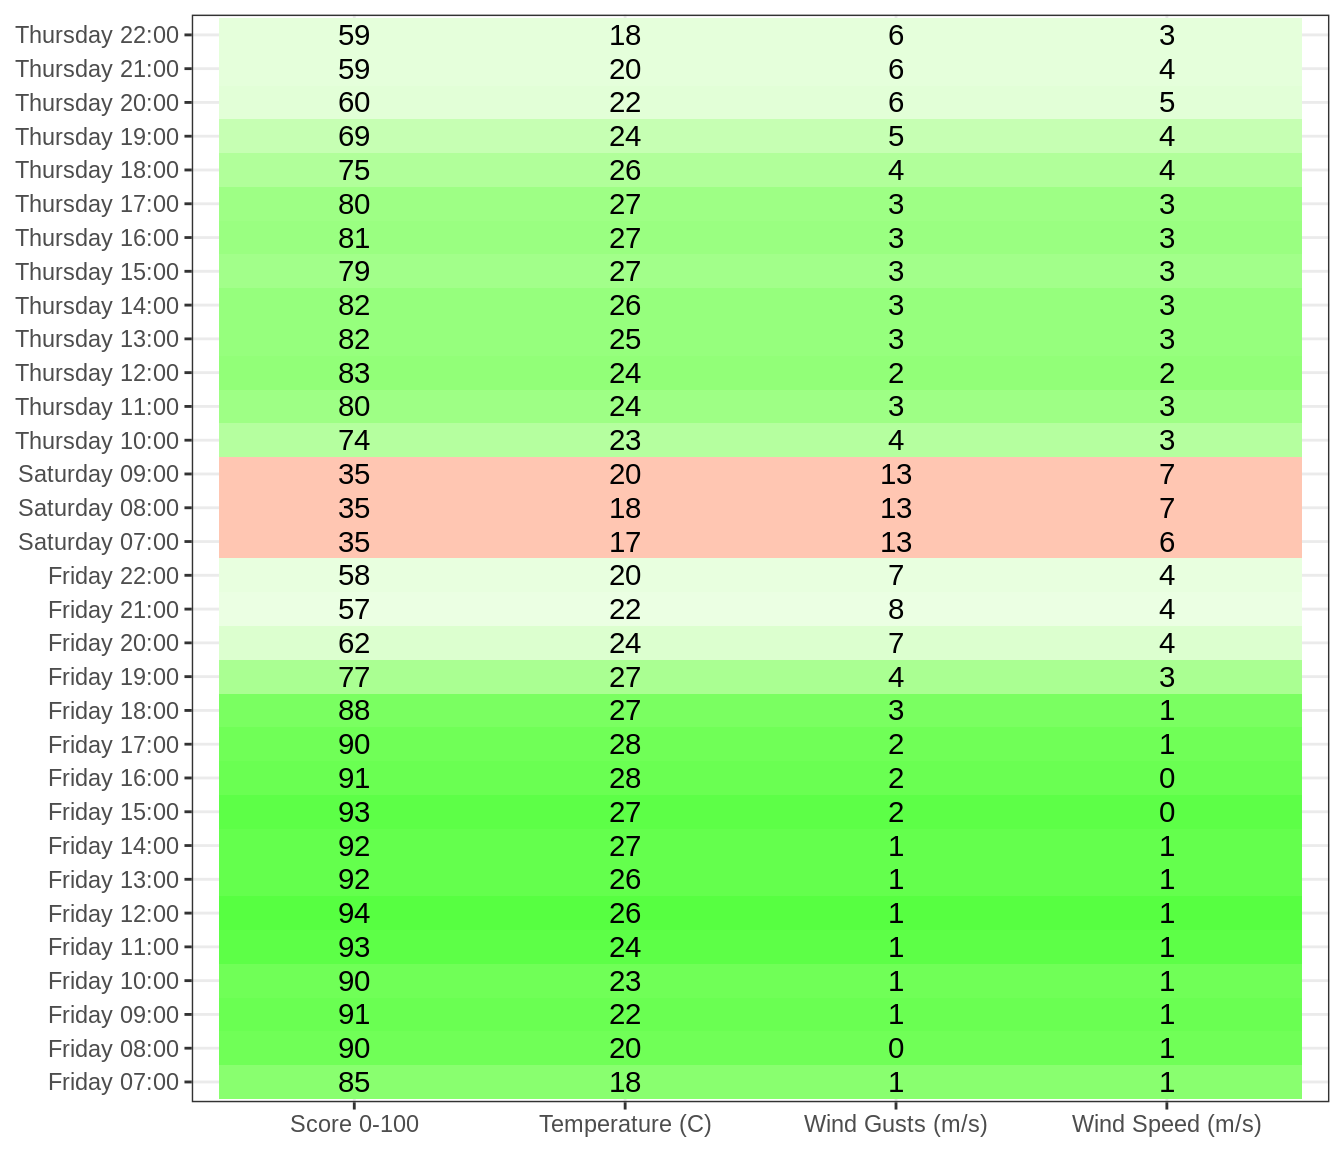 Thursday 22:00 59 18 6 3
Thursday 21:00 59 20 6 4
Thursday 20:00 60 22 6 5
Thursday 19:00 69 24 5 4
Thursday 18:00 75 26 4 4
Thursday 17:00 80 27 3 3
Thursday 16:00 81 27 3 3
Thursday 15:00 79 27 3 3
Thursday 14:00 82 26 3 3
Thursday 13:00 82 25 3 3
Thursday 12:00 83 24 2 2
Thursday 11:00 80 24 3 3
Thursday 10:00 74 23 4 3
Saturday 09:00 35 20 13 7
Saturday 08:00 35 18 13 7
Saturday 07:00 35 17 13 6
Friday 22:00 58 20 7 4
Friday 21:00 57 22 8 4
Friday 20:00 62 24 7 4
Friday 19:00 77 27 4 3
Friday 18:00 88 27 3 1
Friday 17:00 90 28 2 1
Friday 16:00 91 28 2 0
Friday 15:00 93 27 2 0
Friday 14:00 92 27 1 1
Friday 13:00 92 26 1 1
Friday 12:00 94 26 1 1
Friday 11:00 93 24 1 1
Friday 10:00 90 23 1 1
Friday 09:00 91 22 1 1
Friday 08:00 90 20 0 1
Friday 07:00 85 18 1 1
Score 0-100 Temperature (C) Wind Gusts (m/s) Wind Speed (m/s)